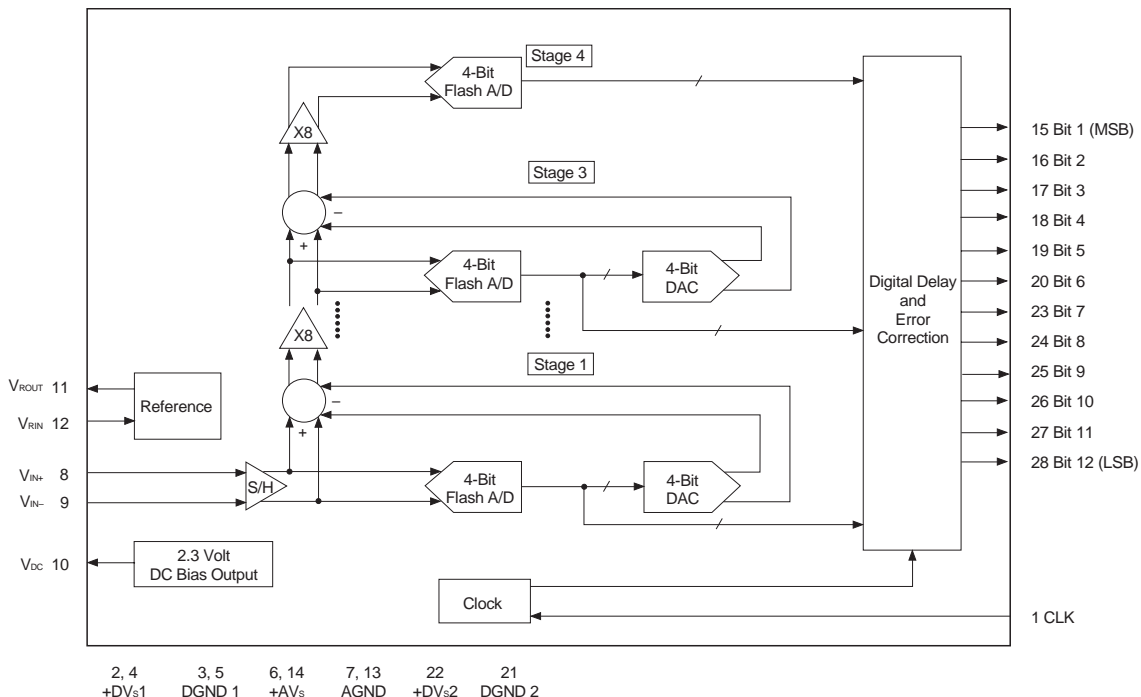 Stage 4
4-Bit
Flash A/D
X8
15 Bit 1 (MSB)
16 Bit 2
Stage 3
17 Bit 3
–
+
18 Bit 4
19 Bit 5
4-Bit
Flash A/D
4-Bit
DAC
20 Bit 6
Digital Delay
and
Error
Correction
23 Bit 7
X8
24 Bit 8
Stage 1
25 Bit 9
VROUT 11
Reference
VRIN 12
–
+
26 Bit 10
27 Bit 11
28 Bit 12 (LSB)
VIN+ 8
VIN– 9
S/H
4-Bit
Flash A/D
4-Bit
DAC
VDC 10
2.3 Volt
DC Bias Output
Clock
1 CLK
2, 4
+DVS1
3, 5
DGND 1
6, 14
+AVS
7, 13
AGND
22
+DVS2
21
DGND 2